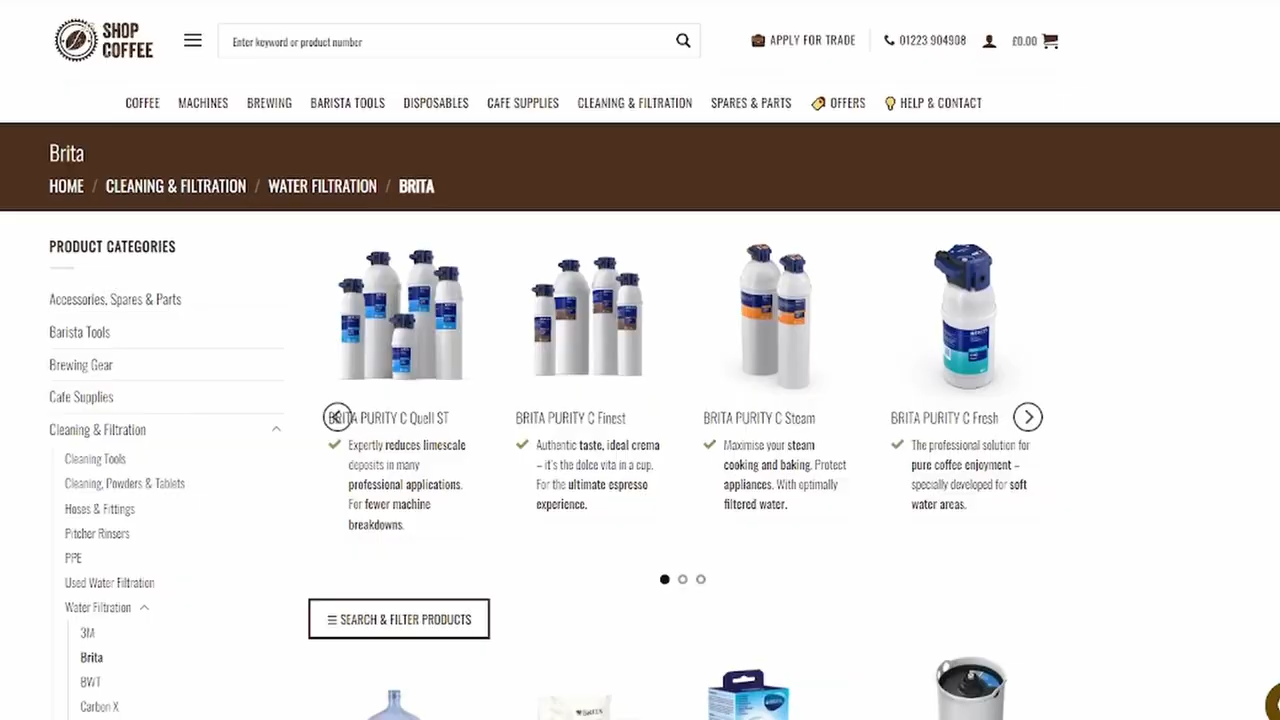 SHOP
COFFEE
Enter keyword or product number
APPLY FOR TRADE
01223 904908
£0.00
COFFEE
MACHINES
BREWING
BARISTA TOOLS
DISPOSABLES
CAFE SUPPLIES
CLEANING & FILTRATION
SPARES & PARTS
OFFERS
HELP & CONTACT
Brita
HOME / CLEANING & FILTRATION / WATER FILTRATION / BRITA
PRODUCT CATEGORIES
Accessories, Spares & Parts
Barista Tools
Brewing Gear
Cafe Supplies
Cleaning & Filtration
Cleaning Tools
Cleaning, Powders & Tablets
Hoses & Fittings
Pitcher Rinsers
PPE
Used Water Filtration
Water Filtration
3M
Brita
BWT
Carbon X
BRITA PURITY C Quell ST
Expertly reduces limescale
deposits in many
professional applications.
For fewer machine
breakdowns.
BRITA PURITY C Finest
Authentic taste, ideal crema
– it's the dolce vita in a cup.
For the ultimate espresso
experience.
BRITA PURITY C Steam
Maximise your steam
cooking and baking. Protect
appliances. With optimally
filtered water.
BRITA PURITY C Fresh
The professional solution for
pure coffee enjoyment –
specially developed for soft
water areas.
☰ SEARCH & FILTER PRODUCTS